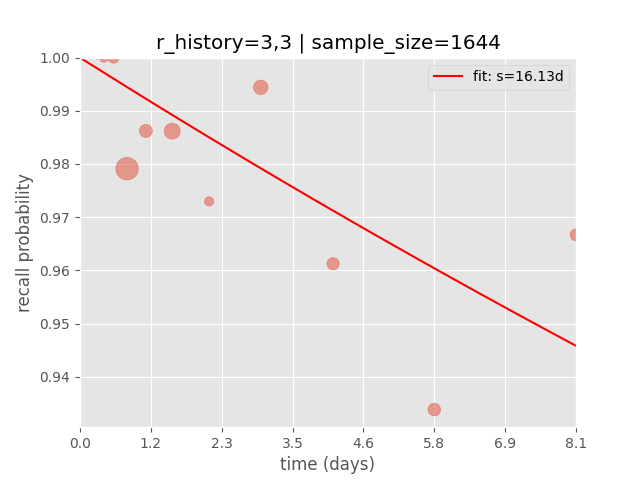 r_history=3,3 | sample_size=1644
fit: s=16.13d
1.00
0.99
0.98
0.97
0.96
0.95
0.94
recall probability
0.0 1.2 2.3 3.5 4.6 5.8 6.9 8.1
time (days)